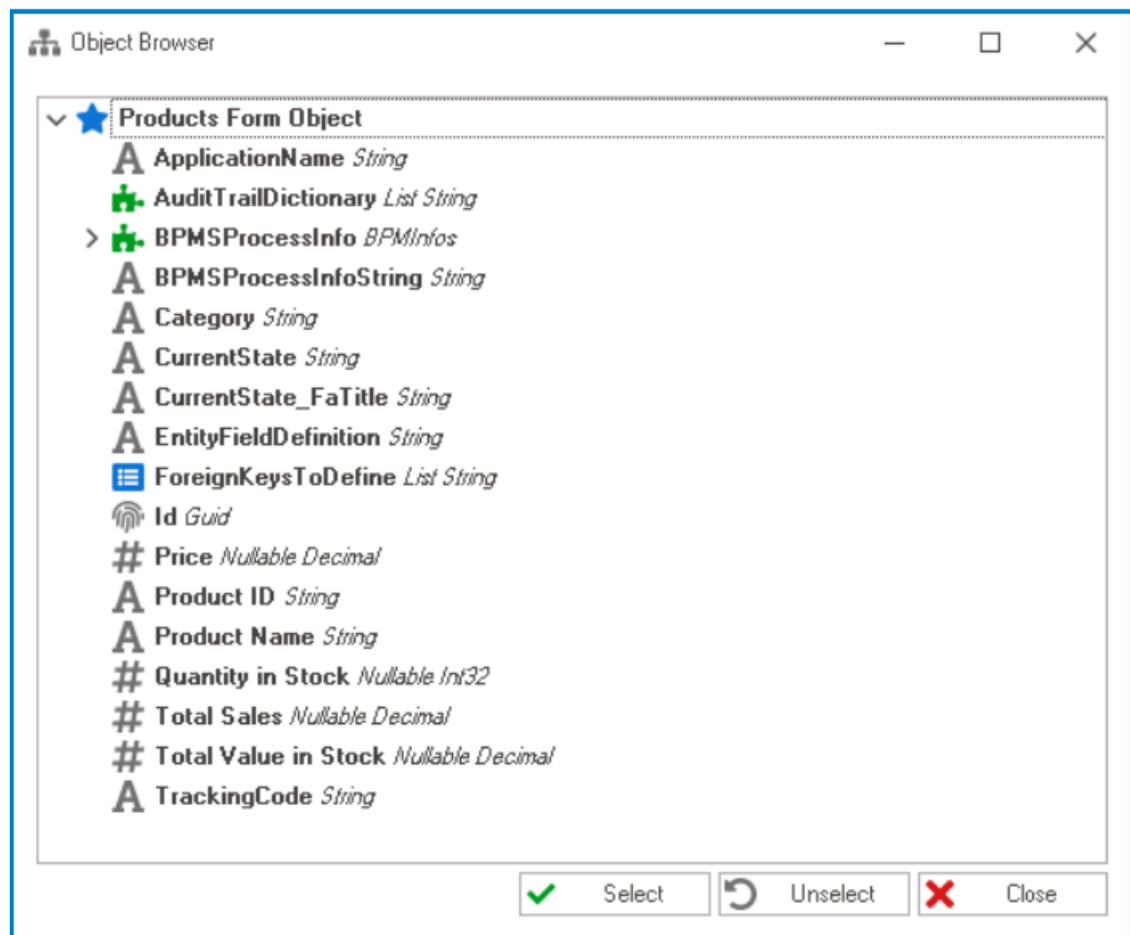 Object Browser
Products Form Object
ApplicationName String
AuditTrailDictionary List String
BPMSProcessInfo BPMInfos
BPMSProcessInfoString String
Category String
CurrentState String
CurrentState_FaTitle String
EntityFieldDefinition String
ForeignKeysToDefine List String
Id Guid
Price Nullable Decimal
Product ID String
Product Name String
Quantity in Stock Nullable Int32
Total Sales Nullable Decimal
Total Value in Stock Nullable Decimal
TrackingCode String
Select Unselect Close